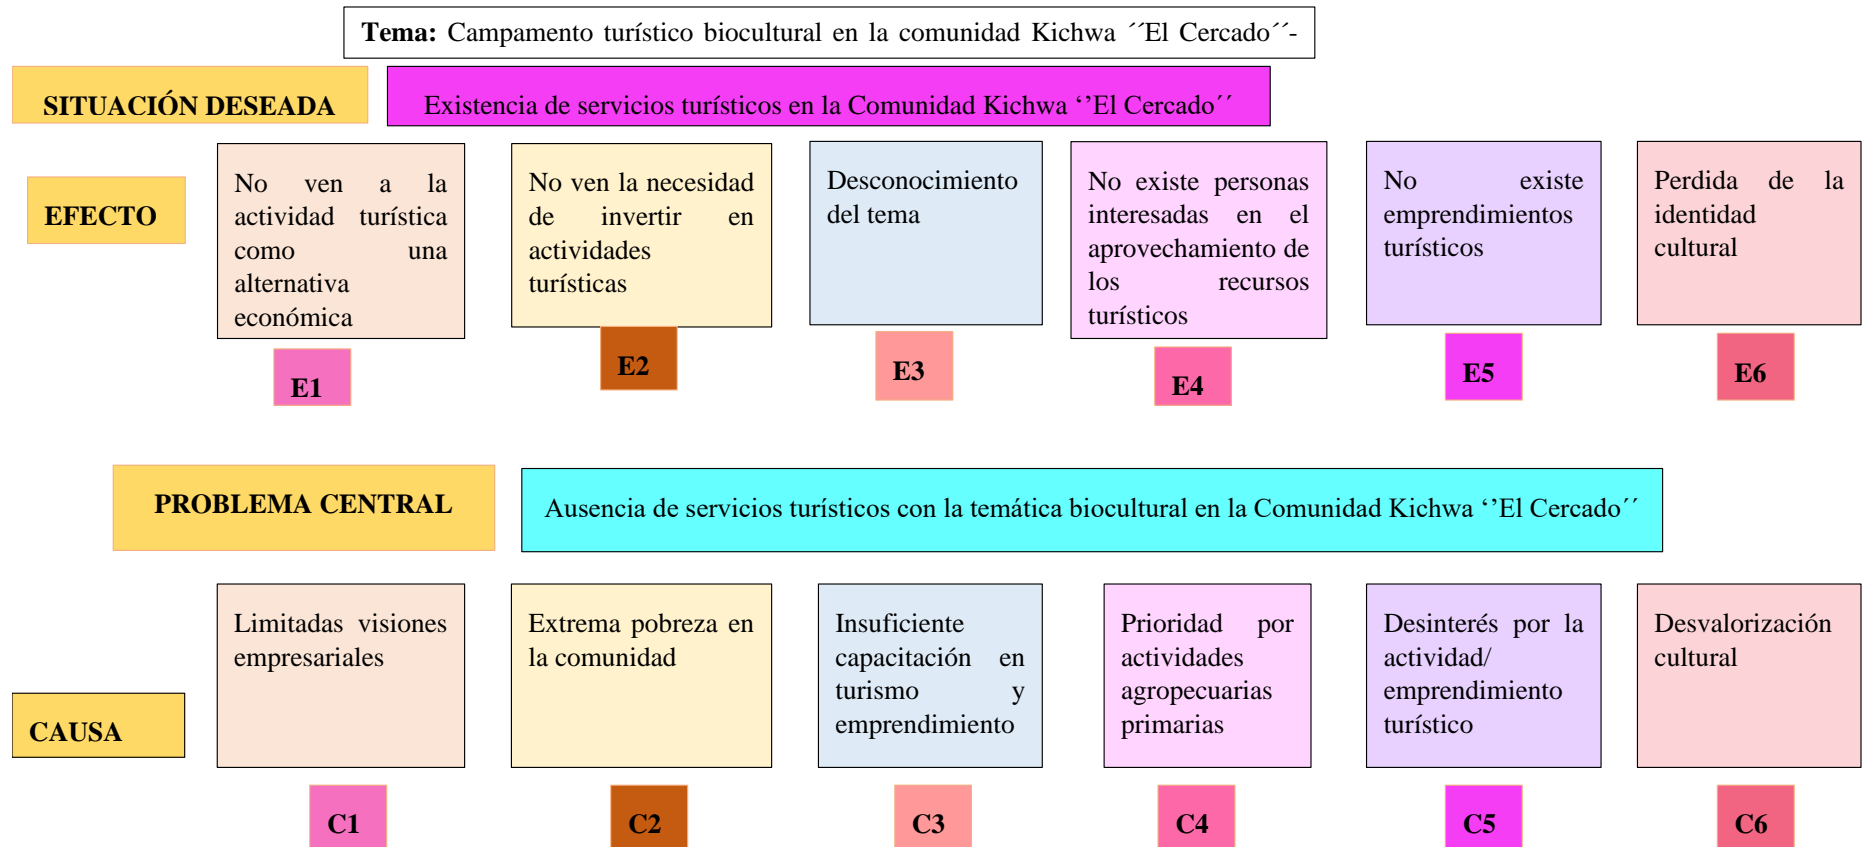 Tema: Campamento turístico biocultural en la comunidad Kichwa ´´El Cercado´´-
SITUACIÓN DESEADA
Existencia de servicios turísticos en la Comunidad Kichwa ‘’El Cercado´´
EFECTO
No ven a la
actividad turística
como una
alternativa
económica
E1
No ven la necesidad
de invertir en
actividades
turísticas
E2
Desconocimiento
del tema
E3
No existe personas
interesadas en el
aprovechamiento de
los recursos
turísticos
E4
No existe
emprendimientos
turísticos
E5
Perdida de la
identidad
cultural
E6
PROBLEMA CENTRAL
Ausencia de servicios turísticos con la temática biocultural en la Comunidad Kichwa ‘’El Cercado´´
CAUSA
Limitadas visiones
empresariales
C1
Extrema pobreza en
la comunidad
C2
Insuficiente
capacitación en
turismo y
emprendimiento
C3
Prioridad por
actividades
agropecuarias
primarias
C4
Desinterés por la
actividad/
emprendimiento
turístico
C5
Desvalorización
cultural
C6